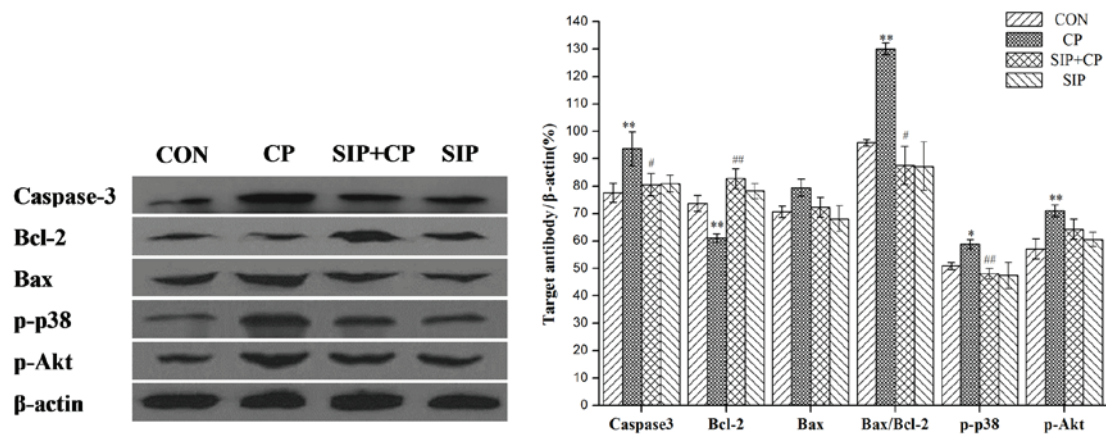 CON CP SIP+CP SIP
Caspase-3
Bcl-2
Bax
p-p38
p-Akt
β-actin
Target antibody/β-actin(%)
140
130
120
110
100
90
80
70
60
50
40
30
20
10
0
** # ** ## ** # * ## **
CON
CP
SIP+CP
SIP
Caspase3 Bcl-2 Bax Bax/Bcl-2 p-p38 p-Akt